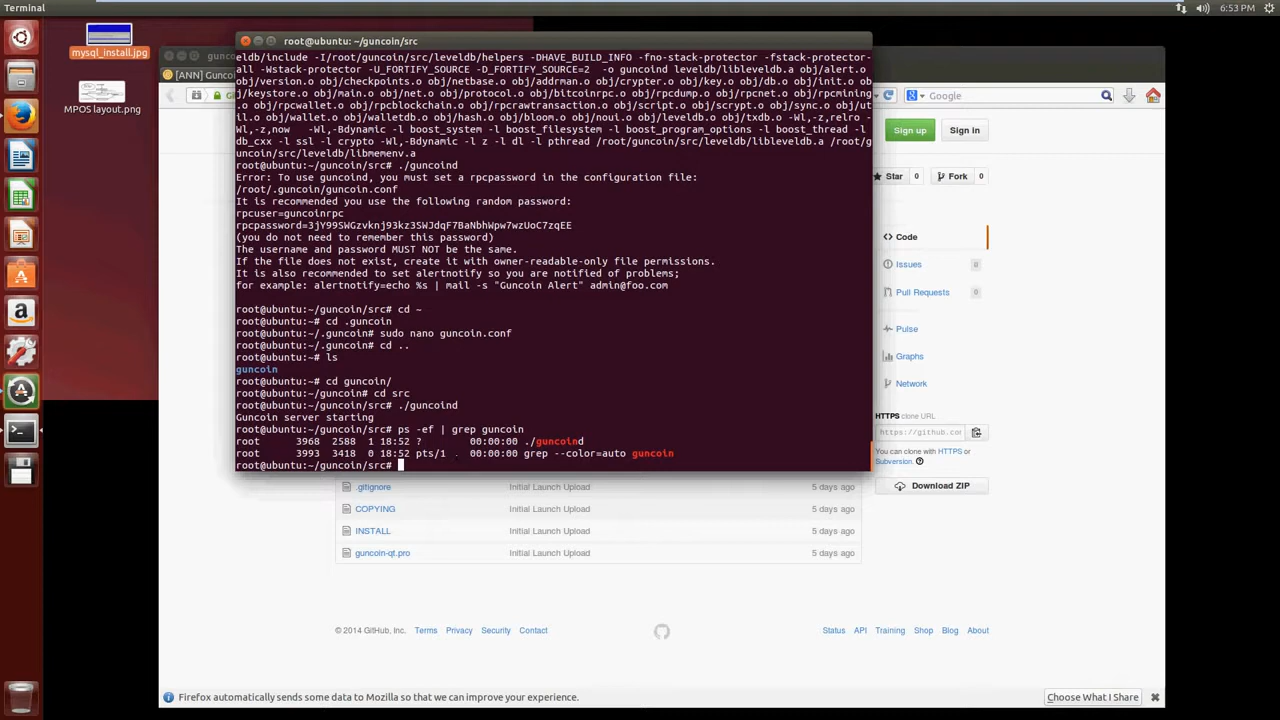 Terminal
6:53 PM
mysql_install.jpg
MPOS layout.png
root@ubuntu: ~/guncoin/src
eldb/include -I/root/guncoin/src/leveldb/helpers -DHAVE_BUILD_INFO -fno-stack-protector -fstack-protector-
all -Wstack-protector -U_FORTIFY_SOURCE -D_FORTIFY_SOURCE=2  -o guncoind leveldb/libleveldb.a obj/alert.o
obj/version.o obj/checkpoints.o obj/netbase.o obj/addrman.o obj/crypter.o obj/key.o obj/db.o obj/init.o ob
j/keystore.o obj/main.o obj/net.o obj/protocol.o obj/bitcoinrpc.o obj/rpcdump.o obj/rpcnet.o obj/rpcmining
.o obj/rpcwallet.o obj/rpcblockchain.o obj/rpcrawtransaction.o obj/script.o obj/scrypt.o obj/sync.o obj/ut
il.o obj/wallet.o obj/walletdb.o obj/hash.o obj/bloom.o obj/noui.o obj/leveldb.o obj/txdb.o -Wl,-z,relro -
Wl,-z,now   -Wl,-Bdynamic -l boost_system -l boost_filesystem -l boost_program_options -l boost_thread -l
db_cxx -l ssl -l crypto -Wl,-Bdynamic -l z -l dl -l pthread /root/guncoin/src/leveldb/libleveldb.a /root/g
uncoin/src/leveldb/libmemenv.a
root@ubuntu:~/guncoin/src# ./guncoind
Error: To use guncoind, you must set a rpcpassword in the configuration file:
/root/.guncoin/guncoin.conf
It is recommended you use the following random password:
rpcuser=guncoinrpc
rpcpassword=3jY99SWGzvknj93kz3SWJdqF7BaNbhWpw7wzUoC7zqEE
(you do not need to remember this password)
The username and password MUST NOT be the same.
If the file does not exist, create it with owner-readable-only file permissions.
It is also recommended to set alertnotify so you are notified of problems;
for example: alertnotify=echo %s | mail -s "Guncoin Alert" admin@foo.com
root@ubuntu:~/guncoin/src# cd ~
root@ubuntu:~# cd .guncoin
root@ubuntu:~/.guncoin# sudo nano guncoin.conf
root@ubuntu:~/.guncoin# cd ..
root@ubuntu:~# ls
guncoin
root@ubuntu:~# cd guncoin/
root@ubuntu:~/guncoin# cd src
root@ubuntu:~/guncoin/src# ./guncoind
Guncoin server starting
root@ubuntu:~/guncoin/src# ps -ef | grep guncoin
root      3968  2588  1 18:52 ?        00:00:00 ./guncoind
root      3993  3418  0 18:52 pts/1    00:00:00 grep --color=auto guncoin
root@ubuntu:~/guncoin/src#
[ANN] Gunco
Google
Sign up
Sign in
Star 0
Fork 0
Code
Issues 0
Pull Requests 0
Pulse
Graphs
Network
HTTPS clone URL
https://github.co
You can clone with HTTPS or
Subversion.
Download ZIP
.gitignore Initial Launch Upload 5 days ago
COPYING Initial Launch Upload 5 days ago
INSTALL Initial Launch Upload 5 days ago
guncoin-qt.pro Initial Launch Upload 5 days ago
© 2014 GitHub, Inc. Terms Privacy Security Contact
Status API Training Shop Blog About
Firefox automatically sends some data to Mozilla so that we can improve your experience.
Choose What I Share